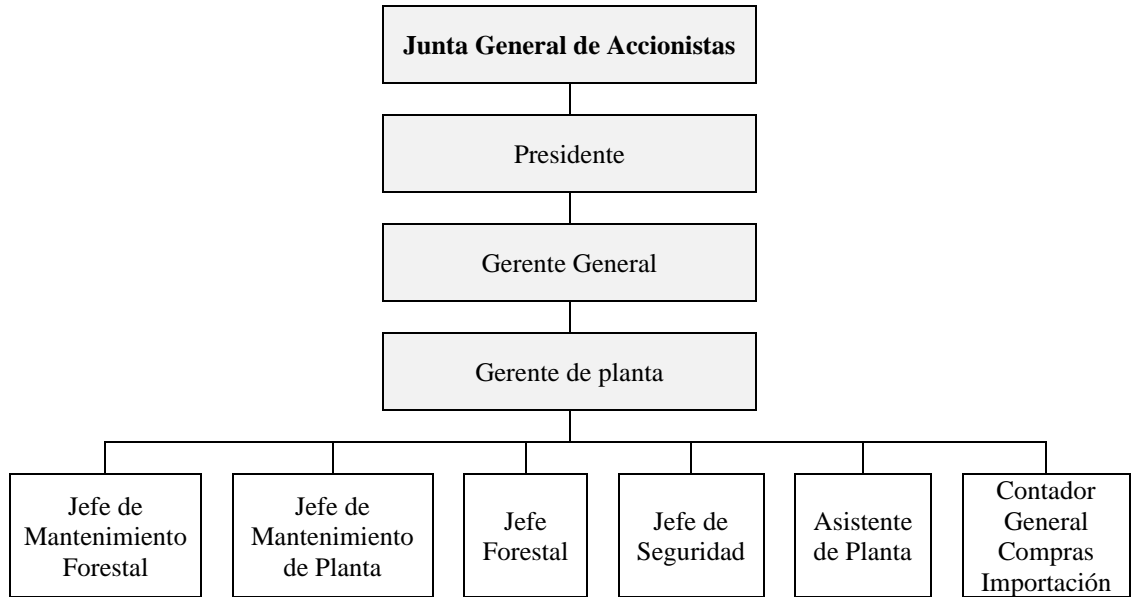 Junta General de Accionistas
Presidente
Gerente General
Gerente de planta
Jefe de
Mantenimiento
Forestal
Jefe de
Mantenimiento
de Planta
Jefe
Forestal
Jefe de
Seguridad
Asistente
de Planta
Contador
General
Compras
Importación